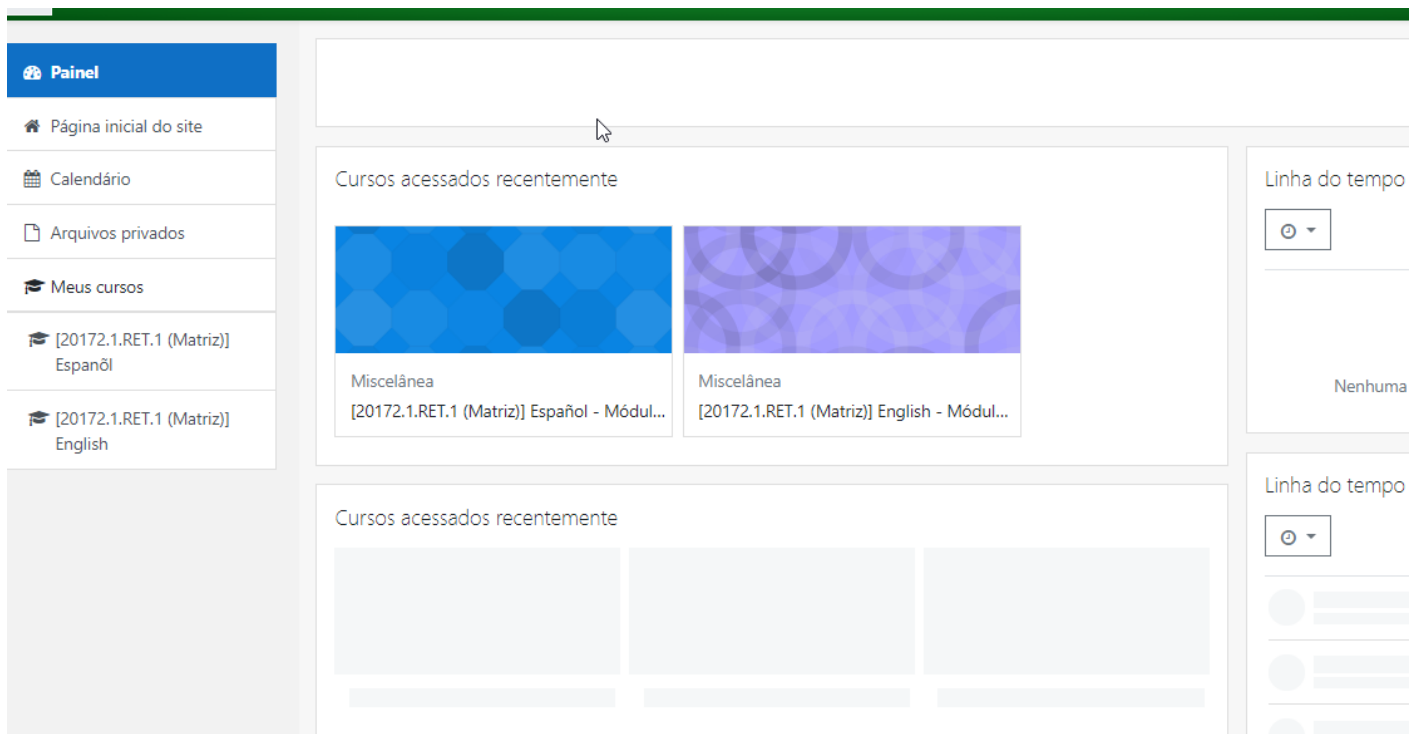 Painel
Página inicial do site
Calendário
Arquivos privados
Meus cursos
[20172.1.RET.1 (Matriz)]
Espanõl
[20172.1.RET.1 (Matriz)]
English
Cursos acessados recentemente
Miscelânea
[20172.1.RET.1 (Matriz)] Español - Módul...
Miscelânea
[20172.1.RET.1 (Matriz)] English - Módul...
Cursos acessados recentemente
Linha do tempo
Nenhuma
Linha do tempo